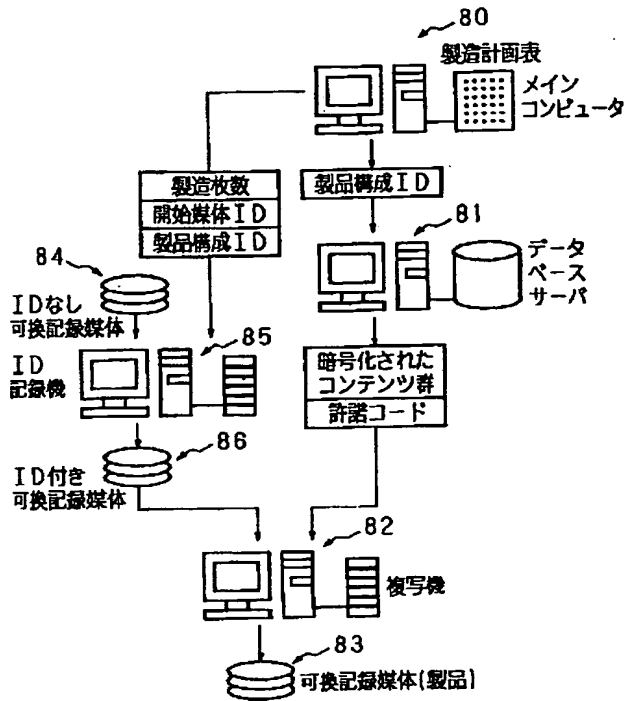 80
製造計画表
メイン
コンピュータ
製造枚数
開始媒体ID
製品構成ID
製品構成ID
81
データ
ベース
サーバ
84
IDなし
可換記録媒体
85
ID
記録機
暗号化された
コンテンツ群
許諾コード
86
ID付き
可換記録媒体
82
複写機
83
可換記録媒体(製品)